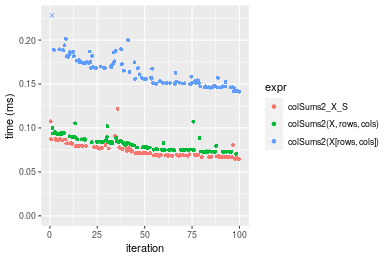 0.20
0.15
0.10
0.05
0.00
0
25
50
75
100
time (ms)
iteration
expr
colSums2_X_S
colSums2(X, rows, cols)
colSums2(X[rows, cols])